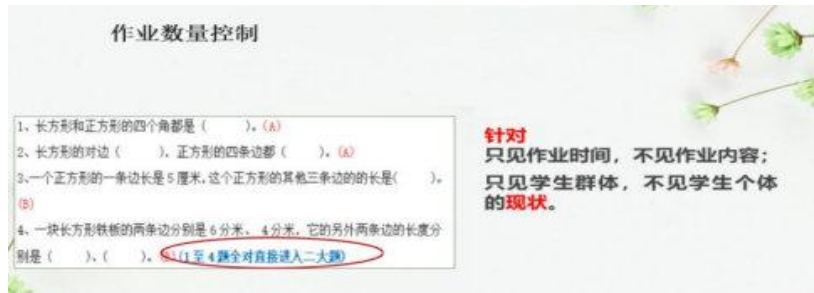 作业数量控制
1、长方形和正方形的四个角都是（　　）。(A)
2、长方形的对边（　　），正方形的四条边都（　　）。(A)
3、一个正方形的一条边长是5厘米,这个正方形的其他三条边的的长是(　　)。
(B)
4、一块长方形铁板的两条边分别是6分米、4分米，它的另外两条边的长度分
别是（　　）、（　　）。(1至4题全对直接进入二大题)
针对
只见作业时间，不见作业内容；
只见学生群体，不见学生个体
的现状。